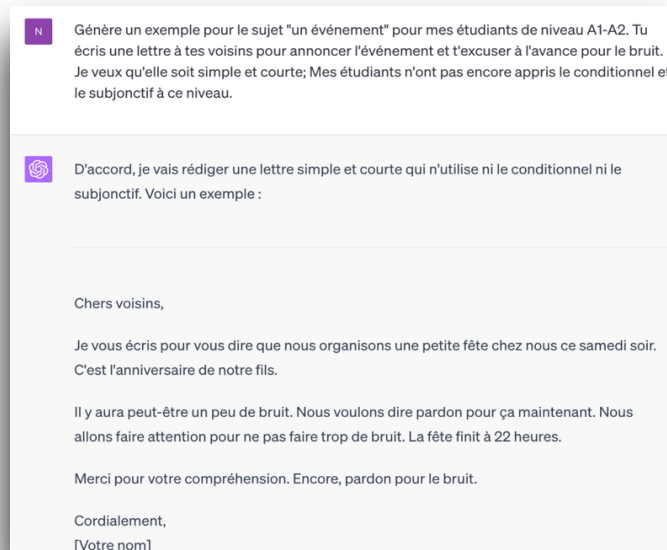 N
Génère un exemple pour le sujet "un événement" pour mes étudiants de niveau A1-A2. Tu
écris une lettre à tes voisins pour annoncer l'événement et t'excuser à l'avance pour le bruit.
Je veux qu'elle soit simple et courte; Mes étudiants n'ont pas encore appris le conditionnel et
le subjonctif à ce niveau.
D'accord, je vais rédiger une lettre simple et courte qui n'utilise ni le conditionnel ni le
subjonctif. Voici un exemple :
Chers voisins,
Je vous écris pour vous dire que nous organisons une petite fête chez nous ce samedi soir.
C'est l'anniversaire de notre fils.
Il y aura peut-être un peu de bruit. Nous voulons dire pardon pour ça maintenant. Nous
allons faire attention pour ne pas faire trop de bruit. La fête finit à 22 heures.
Merci pour votre compréhension. Encore, pardon pour le bruit.
Cordialement,
[Votre nom]